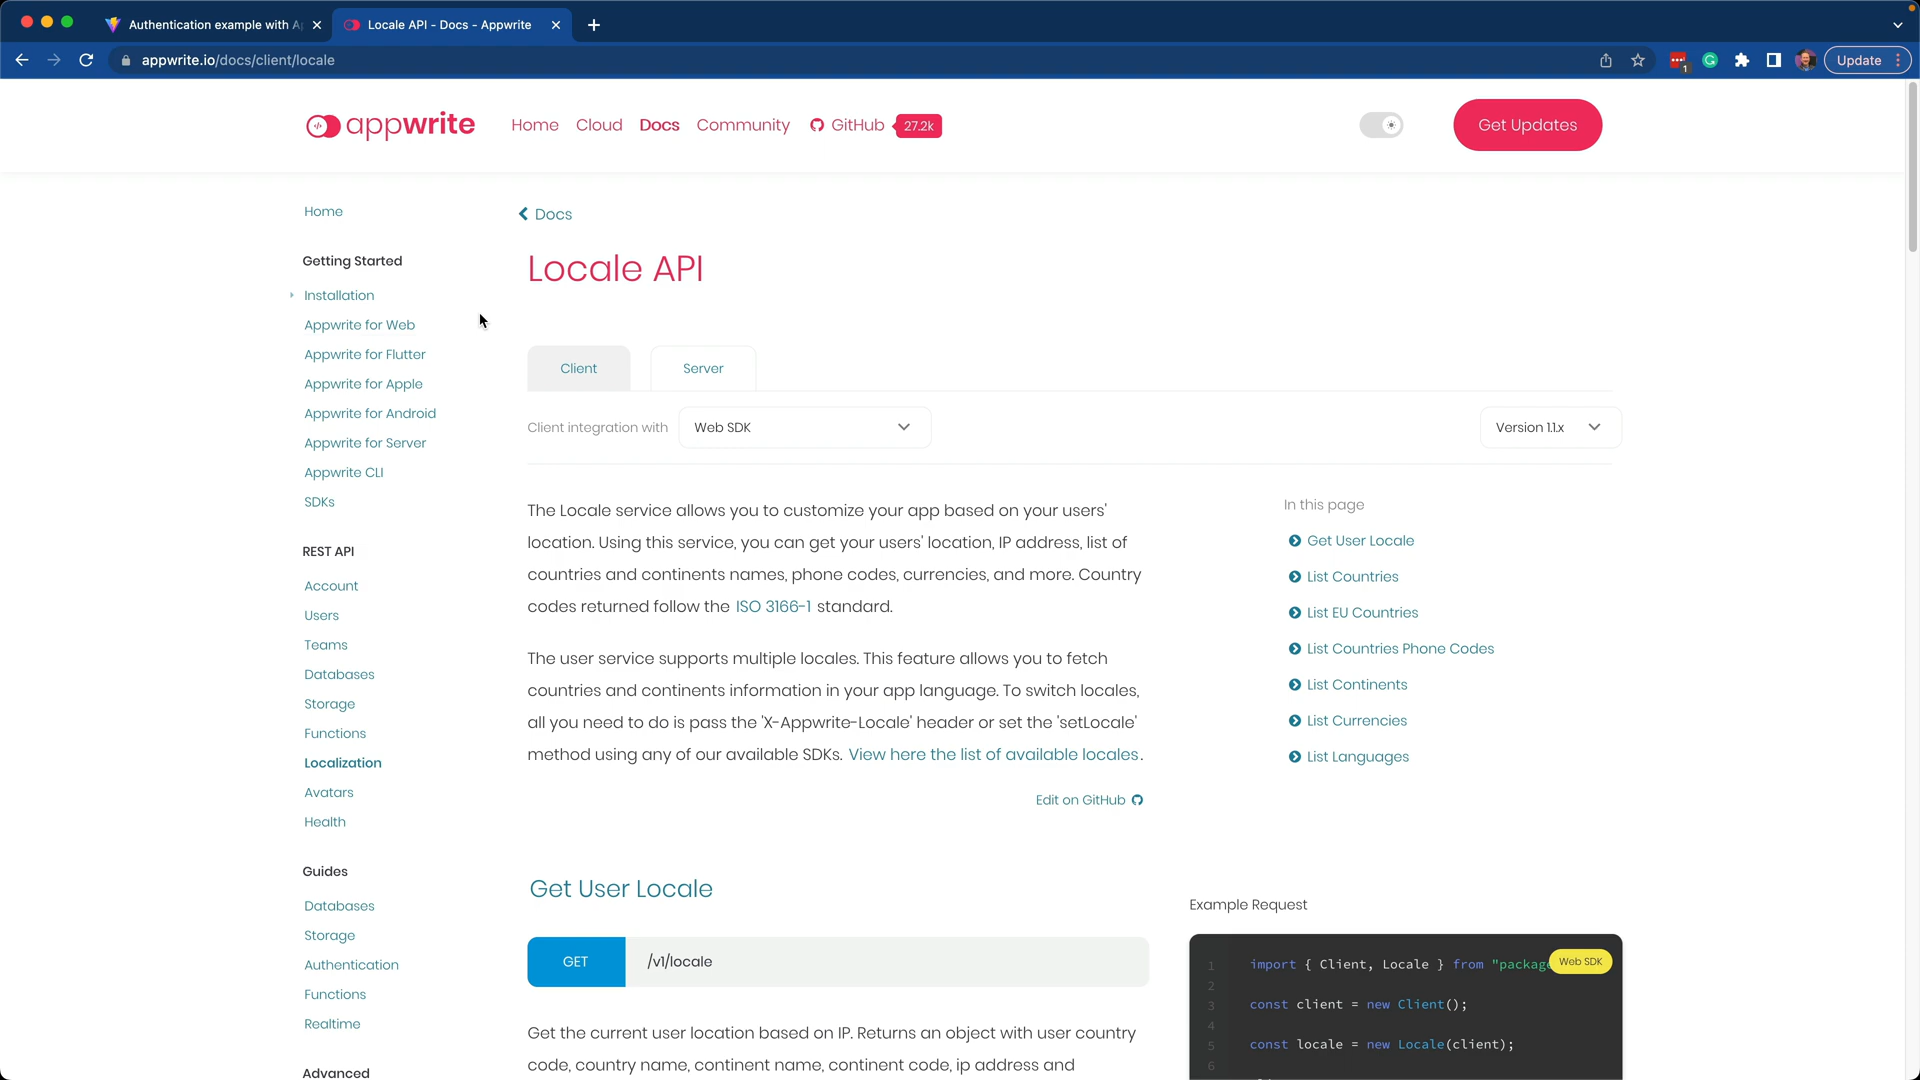 Authentication example with Ap
Locale API - Docs - Appwrite
appwrite.io/docs/client/locale
1
Update
appwrite
Home
Cloud
Docs
Community
GitHub
27.2k
Get Updates
Home
Getting Started
Installation
Appwrite for Web
Appwrite for Flutter
Appwrite for Apple
Appwrite for Android
Appwrite for Server
Appwrite CLI
SDKs
REST API
Account
Users
Teams
Databases
Storage
Functions
Localization
Avatars
Health
Guides
Databases
Storage
Authentication
Functions
Realtime
Advanced
Docs
Locale API
Client
Server
Client integration with
Web SDK
Version 1.1.x
The Locale service allows you to customize your app based on your users'
location. Using this service, you can get your users' location, IP address, list of
countries and continents names, phone codes, currencies, and more. Country
codes returned follow the ISO 3166-1 standard.
The user service supports multiple locales. This feature allows you to fetch
countries and continents information in your app language. To switch locales,
all you need to do is pass the 'X-Appwrite-Locale' header or set the 'setLocale'
method using any of our available SDKs. View here the list of available locales.
Edit on GitHub
In this page
Get User Locale
List Countries
List EU Countries
List Countries Phone Codes
List Continents
List Currencies
List Languages
Get User Locale
GET
/v1/locale
Get the current user location based on IP. Returns an object with user country
code, country name, continent name, continent code, ip address and
Example Request
Web SDK
1 import { Client, Locale } from "package
2
3 const client = new Client();
4
5 const locale = new Locale(client);
6